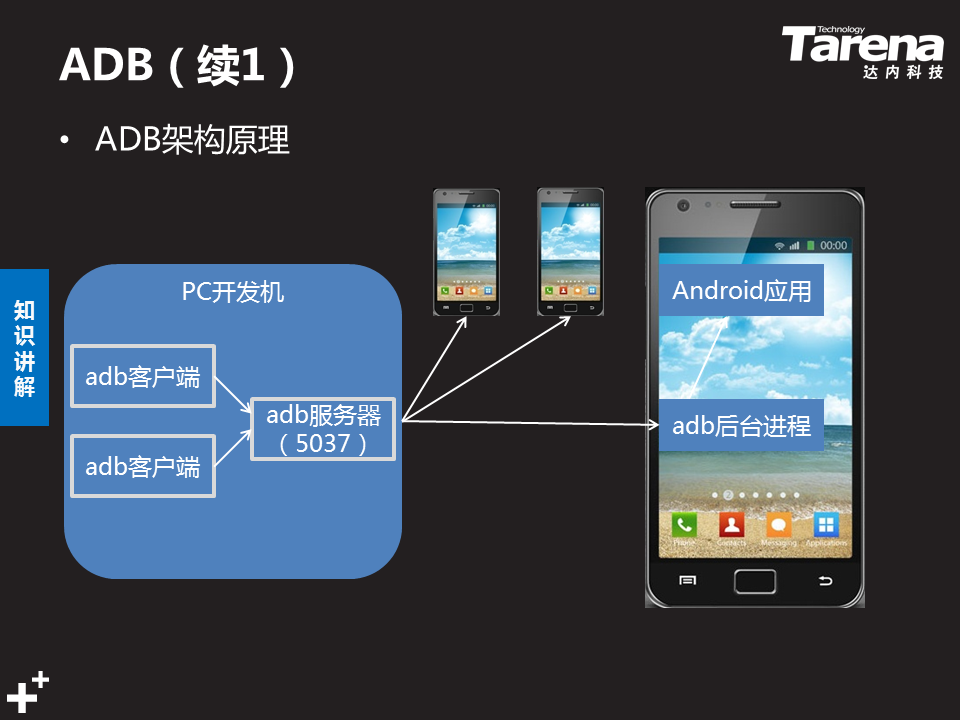 ADB（续1）
Technology
Tarena
达内科技
• ADB架构原理
知识讲解
PC开发机
adb客户端
adb客户端
adb服务器
（5037）
00:00
Android应用
adb后台进程
2
Phone
Contacts
Messaging
Applications